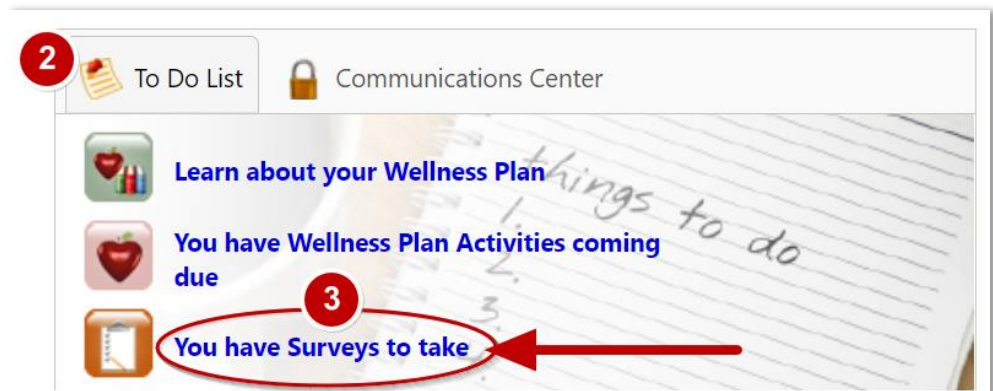 2
To Do List
Communications Center
Learn about your Wellness Plan
things to do
1.
You have Wellness Plan Activities coming
due
2.
3
3.
You have Surveys to take